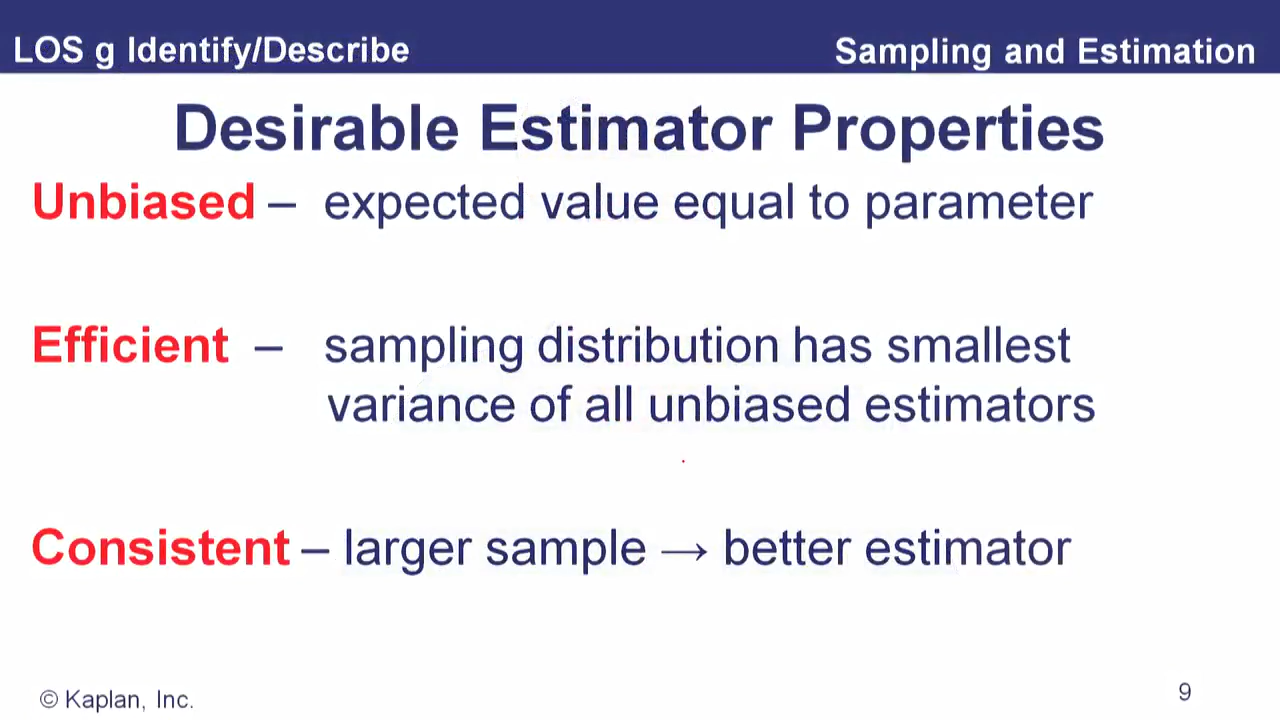 LOS g Identify/Describe
Sampling and Estimation
Desirable Estimator Properties
Unbiased – expected value equal to parameter
Efficient – sampling distribution has smallest
variance of all unbiased estimators
Consistent – larger sample → better estimator
© Kaplan, Inc.
9